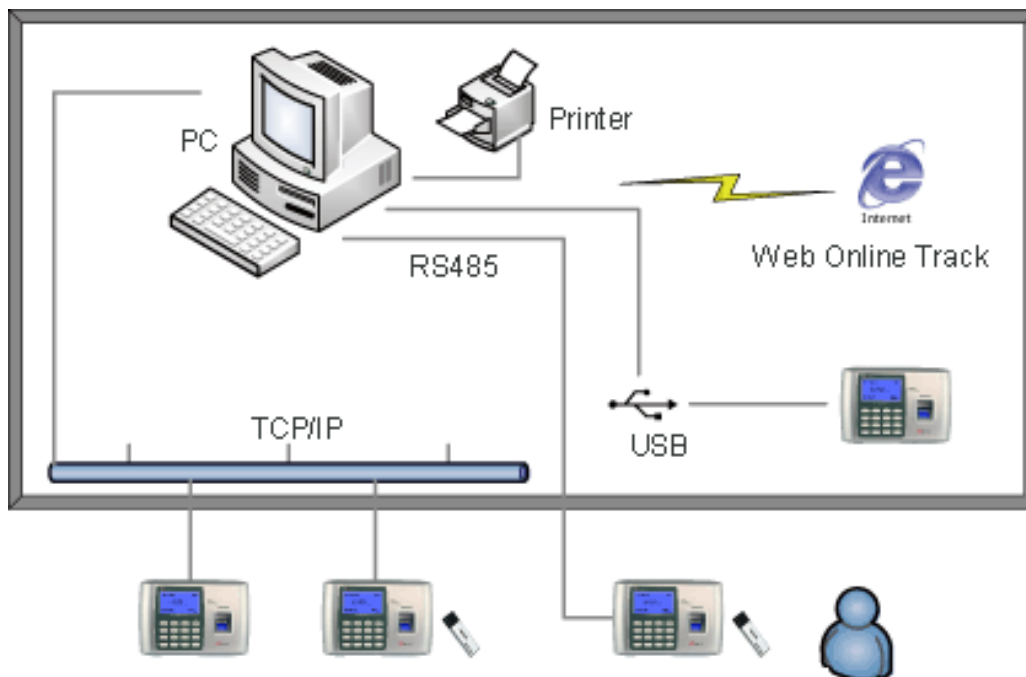 PC
Printer
Internet
Web Online Track
RS485
TCP/IP
USB